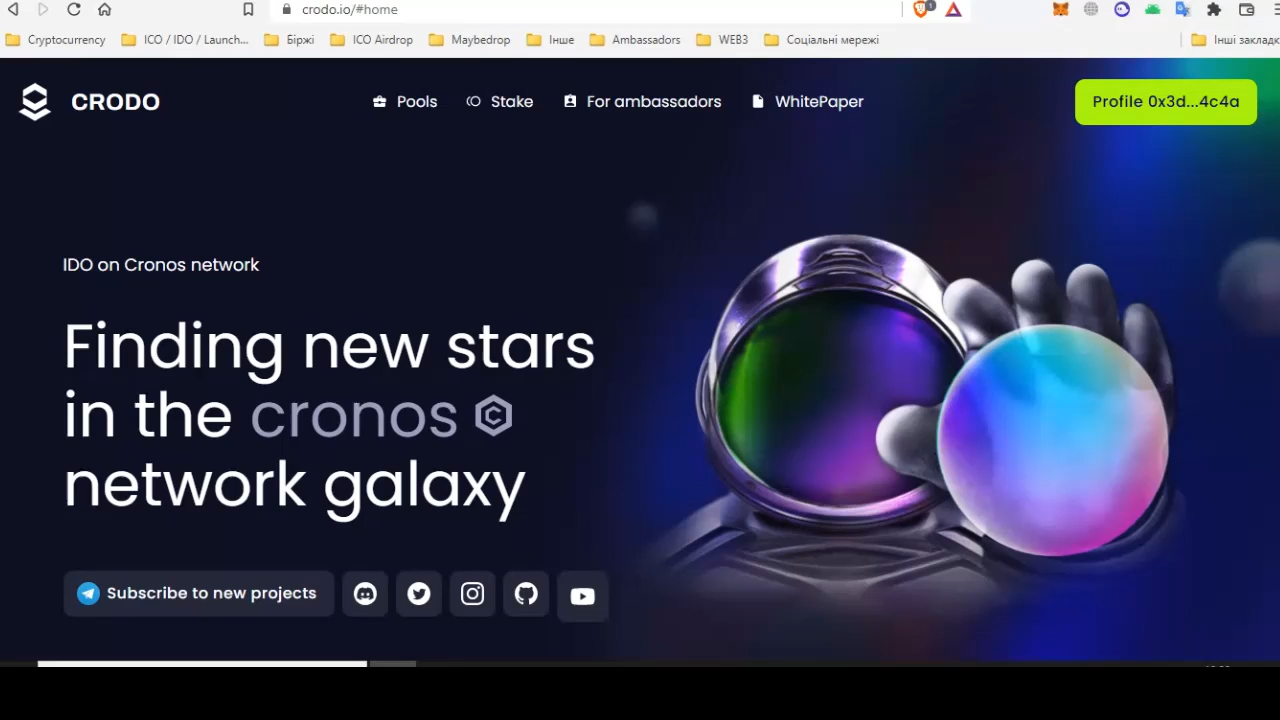 crodo.io/#home
1
Cryptocurrency
ICO / IDO / Launch...
Біржі
ICO Airdrop
Maybedrop
Інше
Ambassadors
WEB3
Соціальні мережі
Інші закладк
CRODO
Pools
Stake
For ambassadors
WhitePaper
Profile 0x3d...4c4a
IDO on Cronos network
Finding new stars
in the cronos
network galaxy
Subscribe to new projects